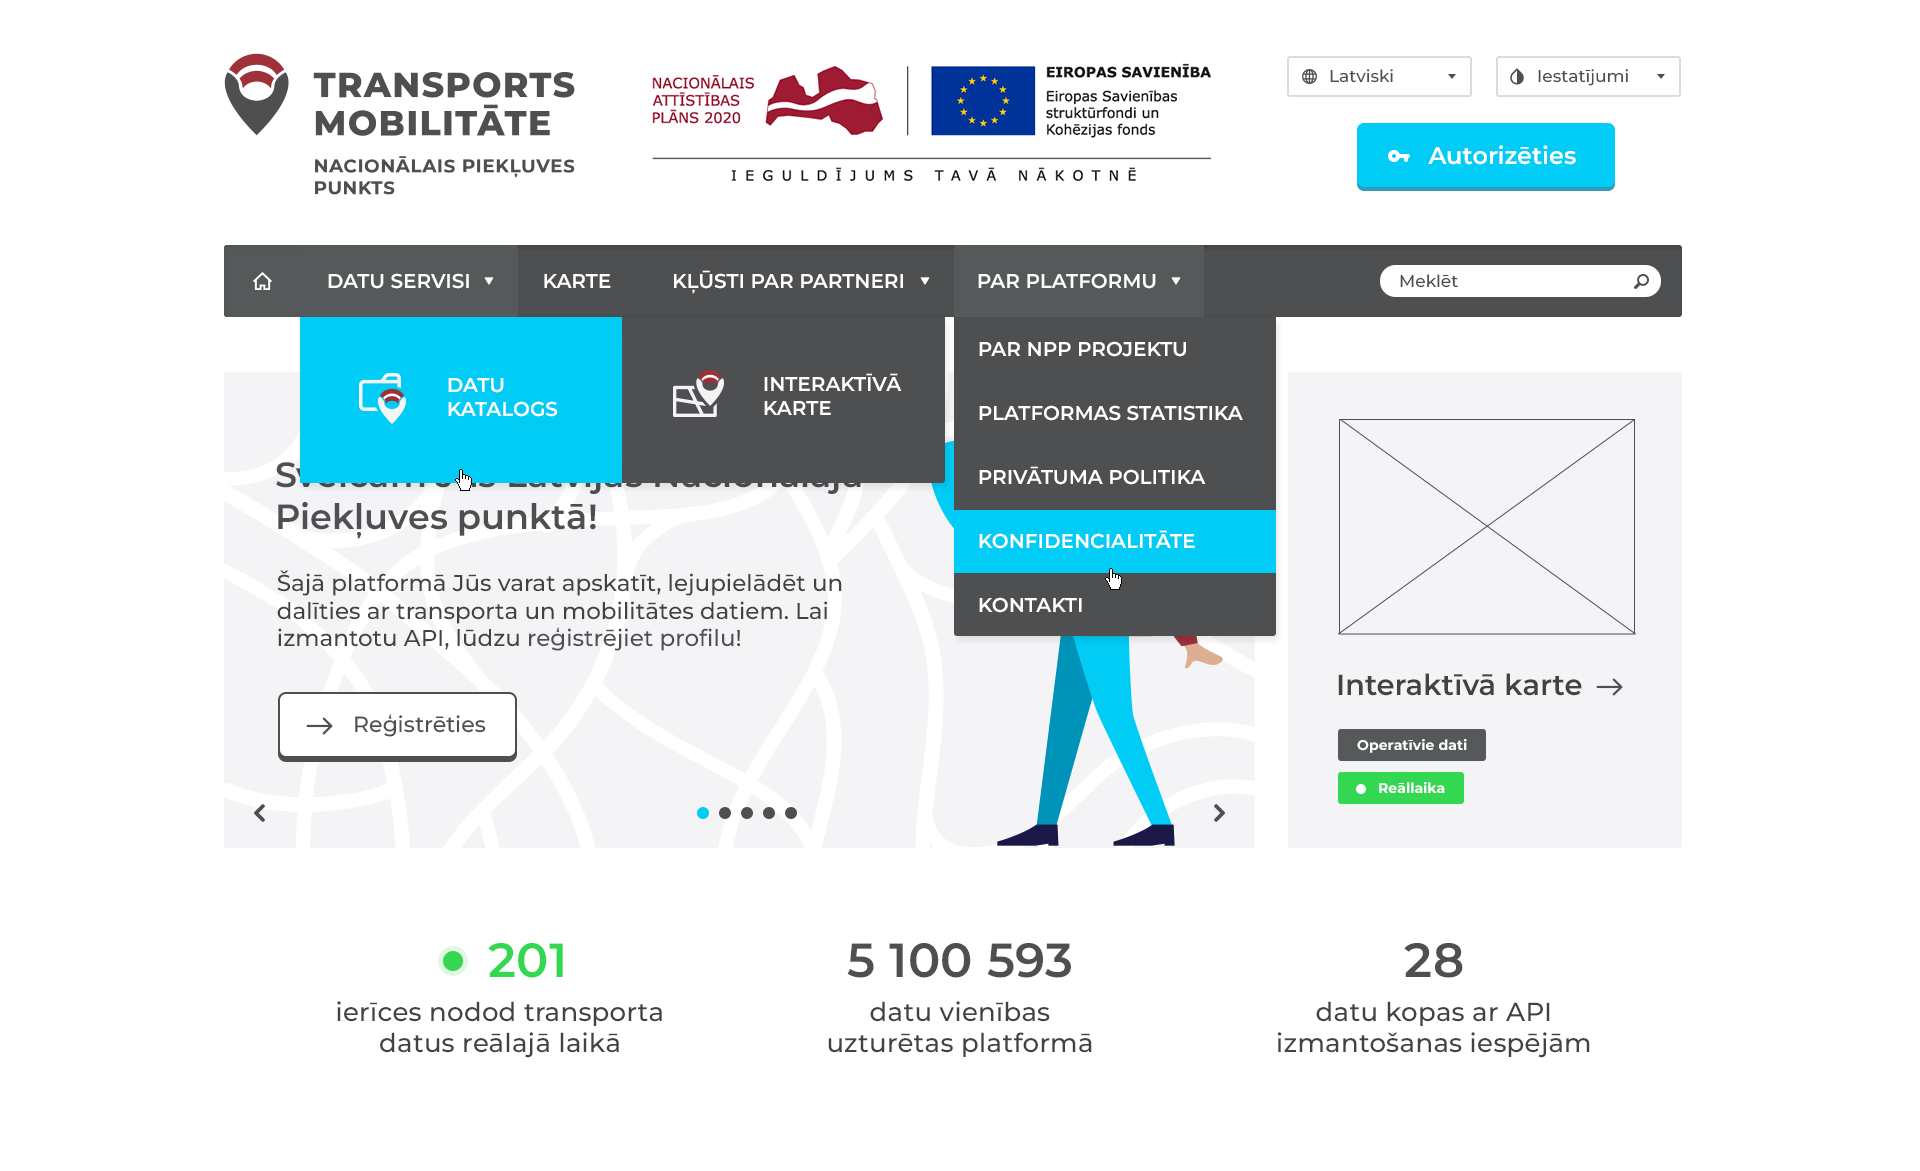 TRANSPORTS
MOBILITĀTE
NACIONĀLAIS PIEKĻUVES
PUNKTS
NACIONĀLAIS
ATTĪSTĪBAS
PLĀNS 2020
EIROPAS SAVIENĪBA
Eiropas Savienības
struktūrfondi un
Kohēzijas fonds
IEGULDĪJUMS TAVĀ NĀKOTNĒ
Latviski
Iestatījumi
Autorizēties
DATU SERVISI
KARTE
KĻŪSTI PAR PARTNERI
PAR PLATFORMU
Meklēt
DATU
KATALOGS
INTERAKTĪVĀ
KARTE
PAR NPP PROJEKTU
PLATFORMAS STATISTIKA
PRIVĀTUMA POLITIKA
KONFIDENCIALITĀTE
KONTAKTI
Sveicam Jūs Latvijas Nacionālajā
Piekļuves punktā!
Šajā platformā Jūs varat apskatīt, lejupielādēt un
dalīties ar transporta un mobilitātes datiem. Lai
izmantotu API, lūdzu reģistrējiet profilu!
Reģistrēties
Interaktīvā karte
Operatīvie dati
Reāllaika
201
ierīces nodod transporta
datus reālajā laikā
5 100 593
datu vienības
uzturētas platformā
28
datu kopas ar API
izmantošanas iespējām